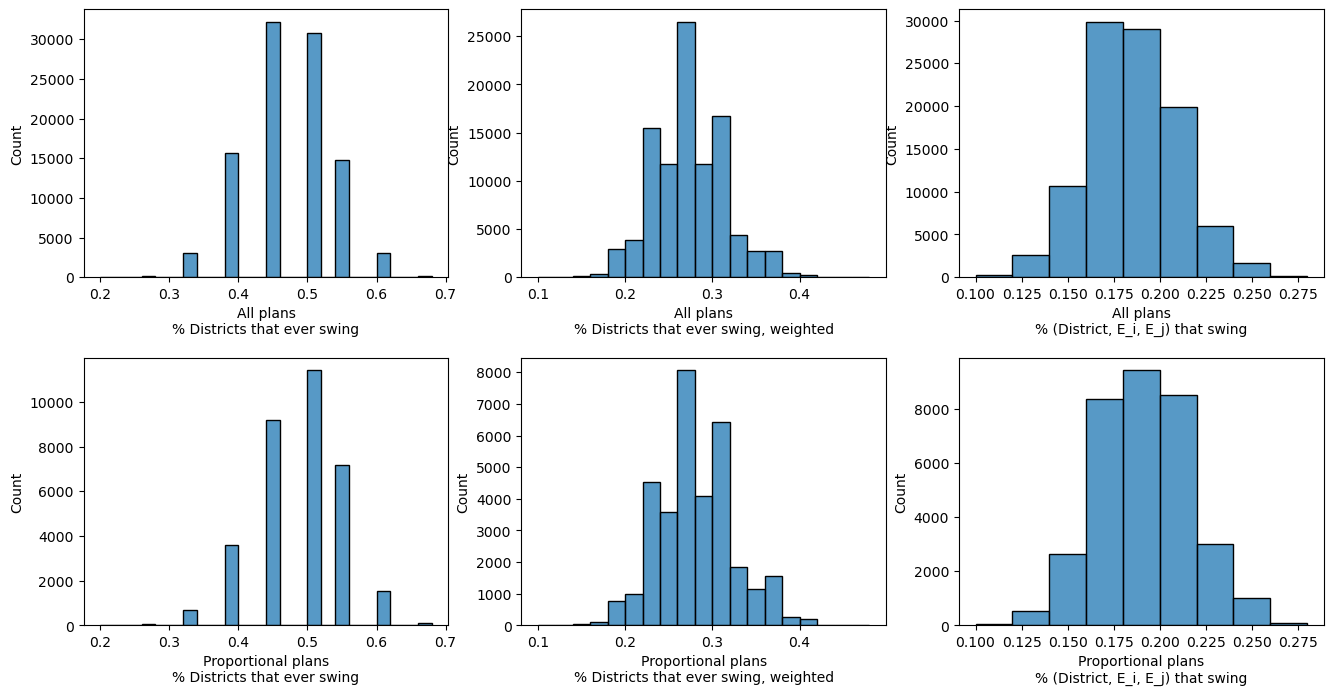 30000
25000
20000
15000
10000
5000
0
Count
0.2 0.3 0.4 0.5 0.6 0.7
All plans
% Districts that ever swing
25000
20000
15000
10000
5000
0
Count
0.1 0.2 0.3 0.4
All plans
% Districts that ever swing, weighted
30000
25000
20000
15000
10000
5000
0
Count
0.100 0.125 0.150 0.175 0.200 0.225 0.250 0.275
All plans
% (District, E_i, E_j) that swing
10000
8000
6000
4000
2000
0
Count
0.2 0.3 0.4 0.5 0.6 0.7
Proportional plans
% Districts that ever swing
8000
7000
6000
5000
4000
3000
2000
1000
0
Count
0.1 0.2 0.3 0.4
Proportional plans
% Districts that ever swing, weighted
8000
6000
4000
2000
0
Count
0.100 0.125 0.150 0.175 0.200 0.225 0.250 0.275
Proportional plans
% (District, E_i, E_j) that swing